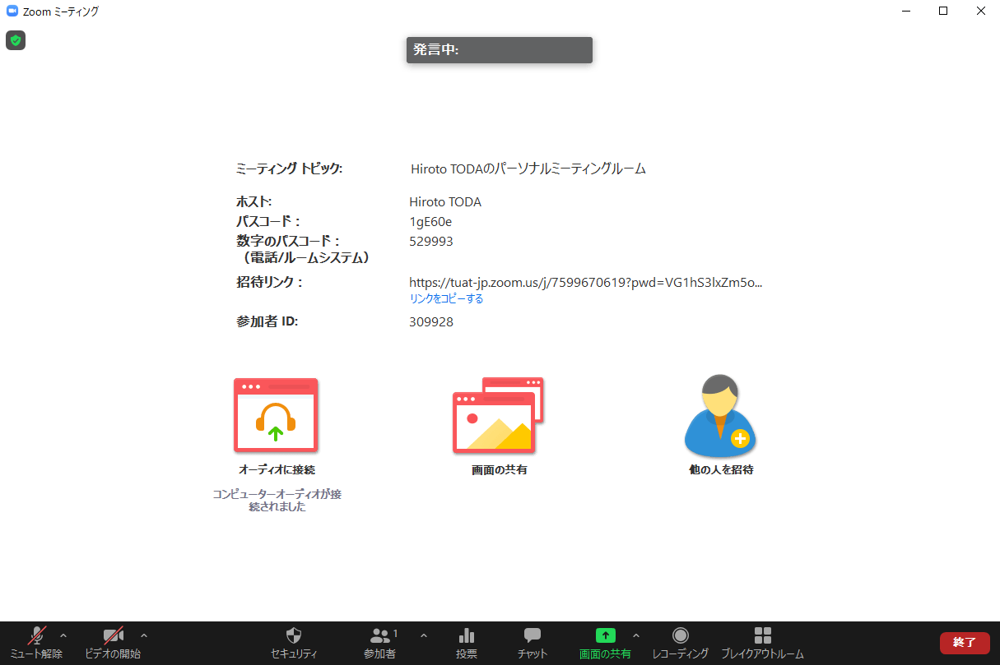 Zoom ミーティング
発言中:
ミーティング トピック: Hiroto TODAのパーソナルミーティングルーム
ホスト: Hiroto TODA
パスコード： 1gE60e
数字のパスコード： 529993
（電話/ルームシステム）
招待リンク： https://tuat-jp.zoom.us/j/7599670619?pwd=VG1hS3lxZm5o...
リンクをコピーする
参加者 ID: 309928
オーディオに接続 画面の共有 他の人を招待
コンピューターオーディオが接
続されました
1
ミュート解除 ビデオの開始 セキュリティ 参加者 投票 チャット 画面の共有 レコーディング ブレイクアウトルーム 終了